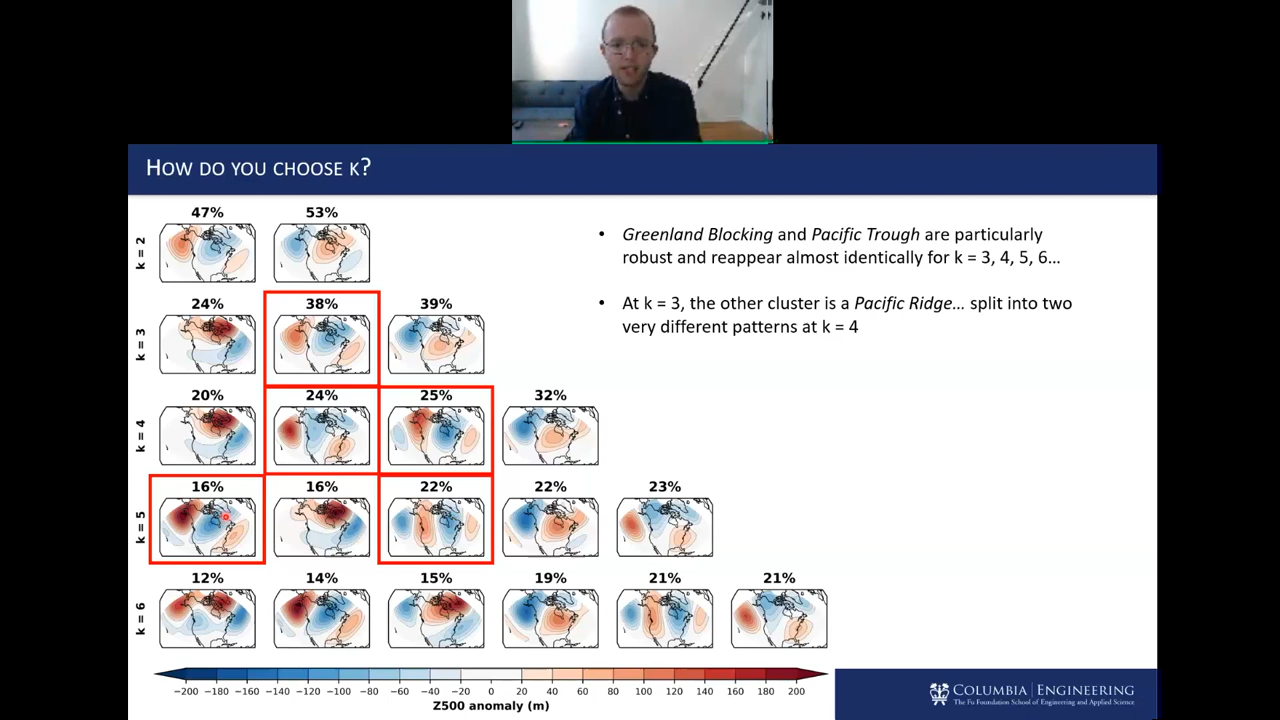 HOW DO YOU CHOOSE K?
47% 53%
k = 2
24% 38% 39%
k = 3
20% 24% 25% 32%
k = 4
16% 16% 22% 22% 23%
k = 5
12% 14% 15% 19% 21% 21%
k = 6
−200 −180 −160 −140 −120 −100 −80 −60 −40 −20 0 20 40 60 80 100 120 140 160 180 200
Z500 anomaly (m)
• Greenland Blocking and Pacific Trough are particularly
robust and reappear almost identically for k = 3, 4, 5, 6…
• At k = 3, the other cluster is a Pacific Ridge… split into two
very different patterns at k = 4
COLUMBIA | ENGINEERING
The Fu Foundation School of Engineering and Applied Science